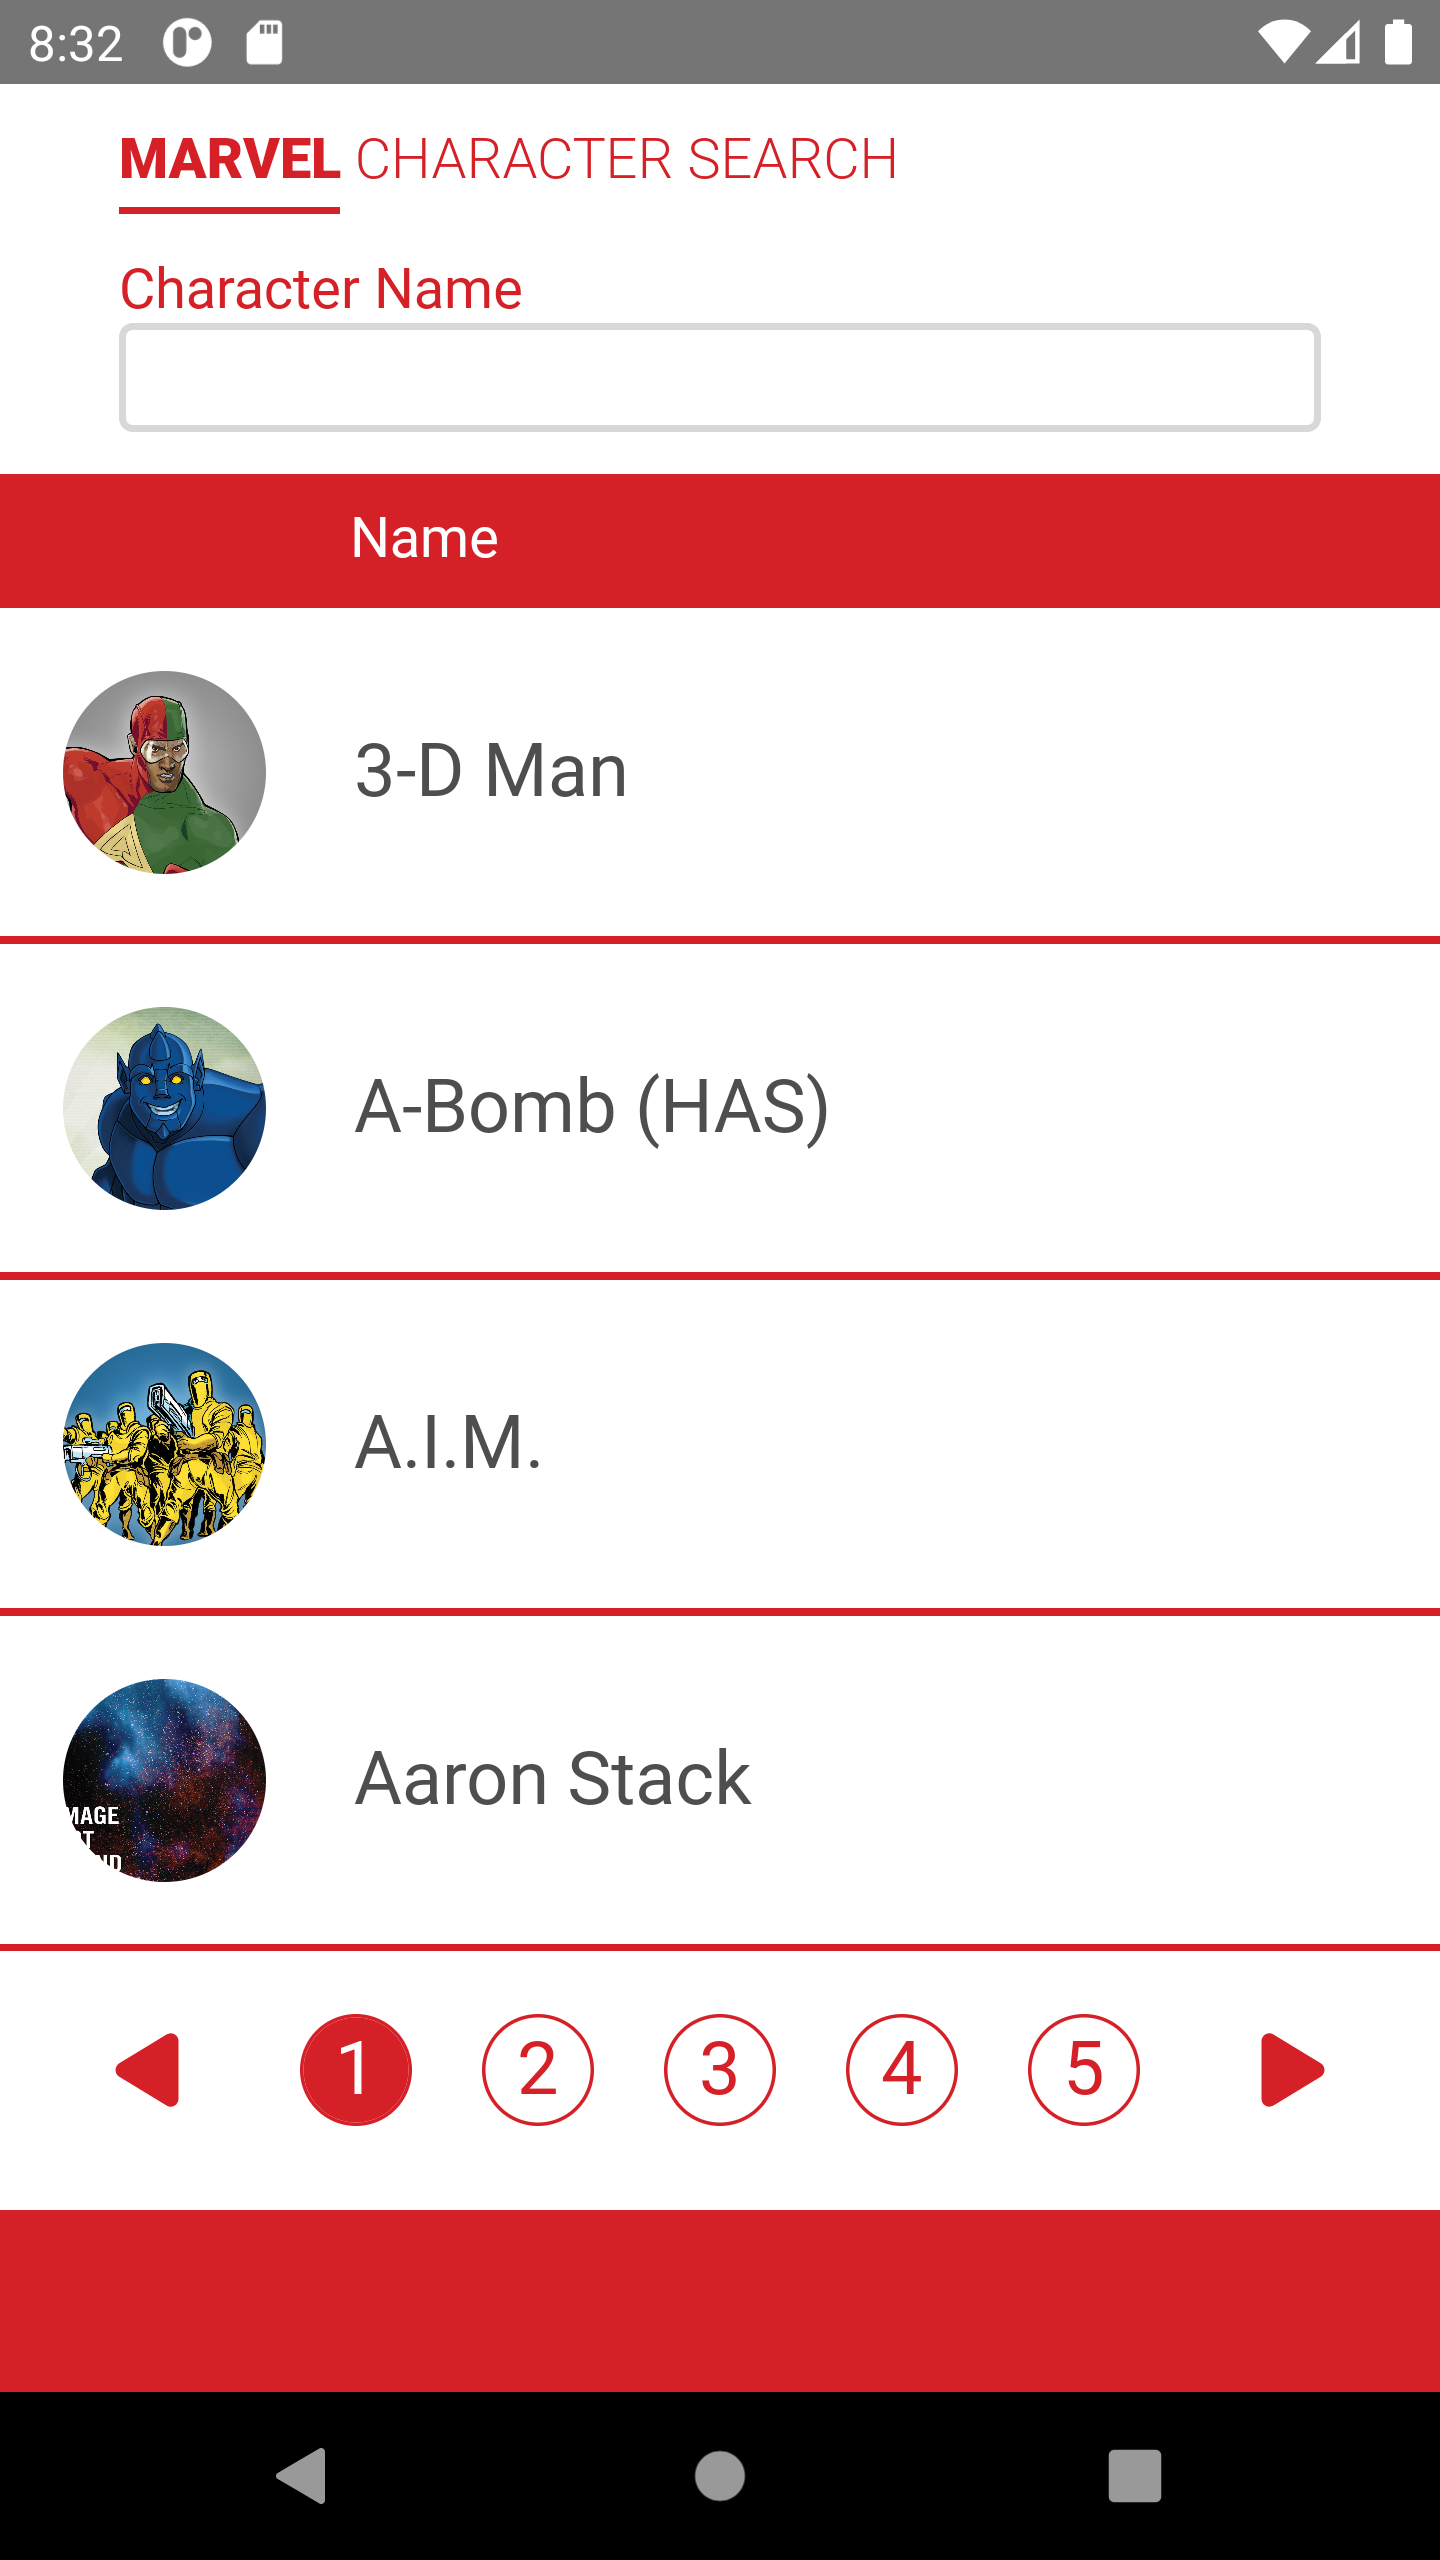 8:32
MARVEL CHARACTER SEARCH
Character Name
Name
3-D Man
A-Bomb (HAS)
A.I.M.
Aaron Stack
1 2 3 4 5